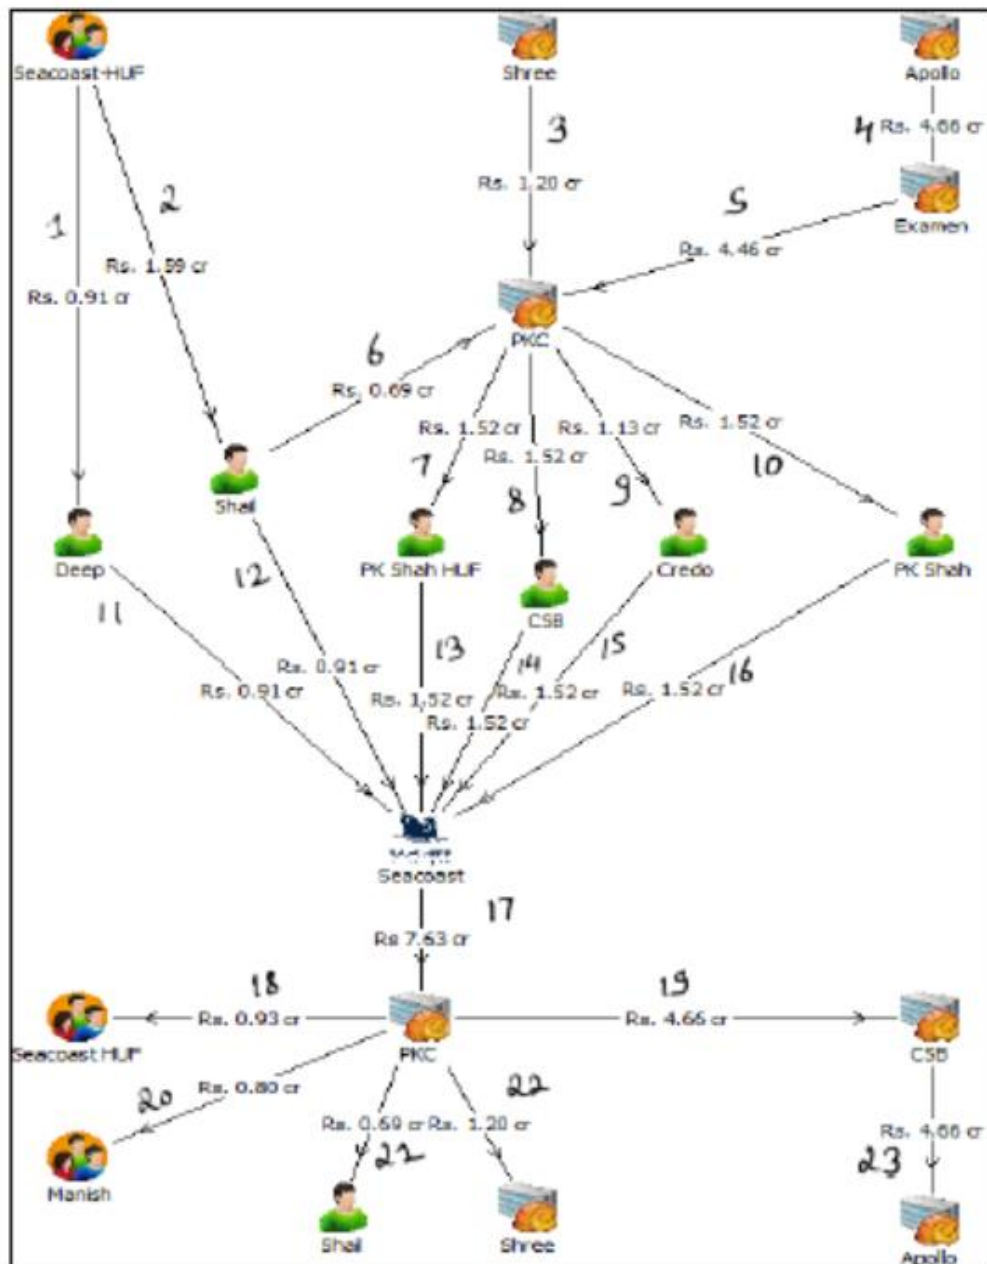 Seacoast-HUF
Shree
Apollo
1
2
3
4
5
Rs. 0.91 cr
Rs. 1.59 cr
Rs. 1.20 cr
Rs. 4.66 cr
Examen
Rs. 4.46 cr
PKC
6
Rs. 0.69 cr
Rs. 1.52 cr
Rs. 1.52 cr
Rs. 1.13 cr
Rs. 1.52 cr
7
8
9
10
Shail
Deep
PK Shah HUF
CSB
Credo
PK Shah
11
12
13
14
15
16
Rs. 0.91 cr
Rs. 0.91 cr
Rs. 1.52 cr
Rs. 1.52 cr
Rs. 1.52 cr
Rs. 1.52 cr
Seacoast
17
Rs 7.63 cr
18
19
Rs. 0.93 cr
Rs. 4.66 cr
Seacoast HUF
PKC
CSB
20
Rs. 0.80 cr
22
Rs. 0.69 cr
Rs. 1.20 cr
Rs. 4.66 cr
21
23
Manish
Shail
Shree
Apollo